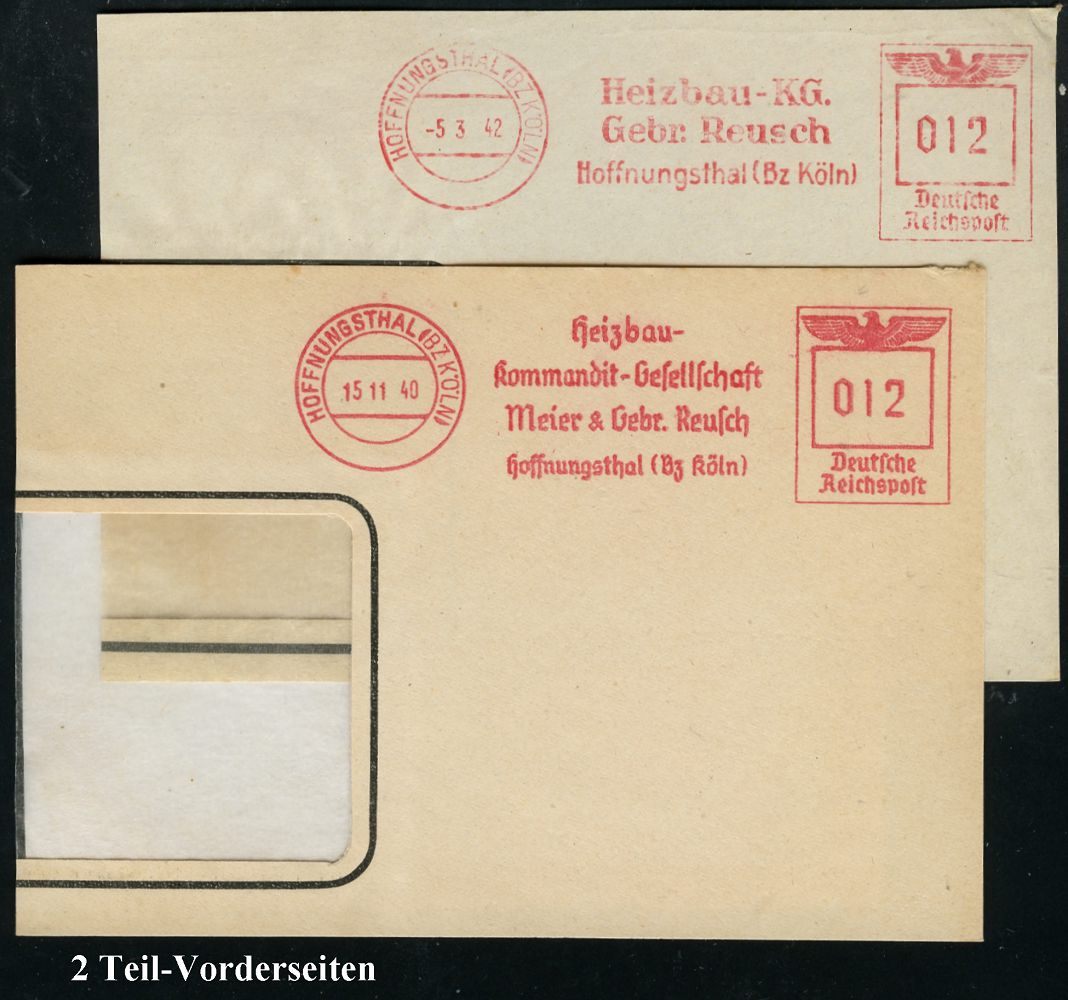 HOFFNUNGSTHAL (BZ KÖLN)
-5 3 42
Heizbau-KG.
Gebr. Reusch
Hoffnungsthal (Bz Köln)
012
Deutsche
Reichspost
HOFFNUNGSTHAL (BZ KÖLN)
15 11 40
Heizbau-
Kommandit-Gesellschaft
Meier & Gebr. Reusch
Hoffnungsthal (Bz Köln)
012
Deutsche
Reichspost
2 Teil-Vorderseiten